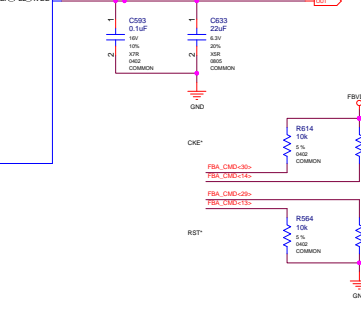 1
C593
0.1uF
2
16V
10%
X7R
0402
COMMON
1
C633
22uF
2
6.3V
20%
X5R
0805
COMMON
GND
FBV
CKE*
R614
10k
5 %
0402
COMMON
FBA_CMD<30>
FBA_CMD<14>
FBA_CMD<29>
FBA_CMD<13>
RST*
R564
10k
5 %
0402
COMMON
GN